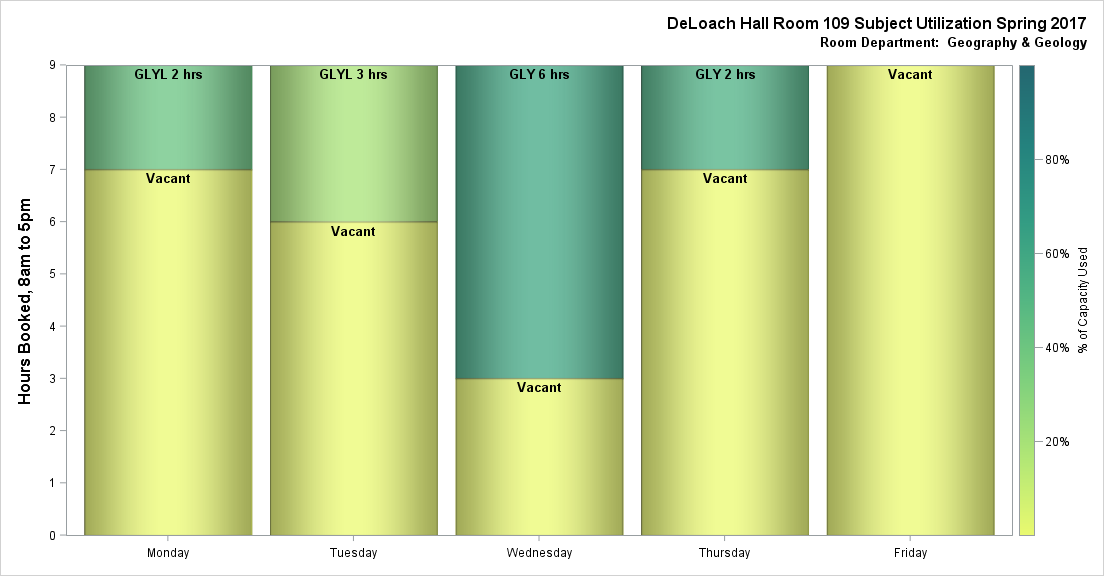 DeLoach Hall Room 109 Subject Utilization Spring 2017
Room Department:  Geography & Geology
Hours Booked, 8am to 5pm
9
8
7
6
5
4
3
2
1
0
GLYL 2 hrs
Vacant
GLYL 3 hrs
Vacant
GLY 6 hrs
Vacant
GLY 2 hrs
Vacant
Vacant
Monday
Tuesday
Wednesday
Thursday
Friday
80%
60%
40%
20%
% of Capacity Used